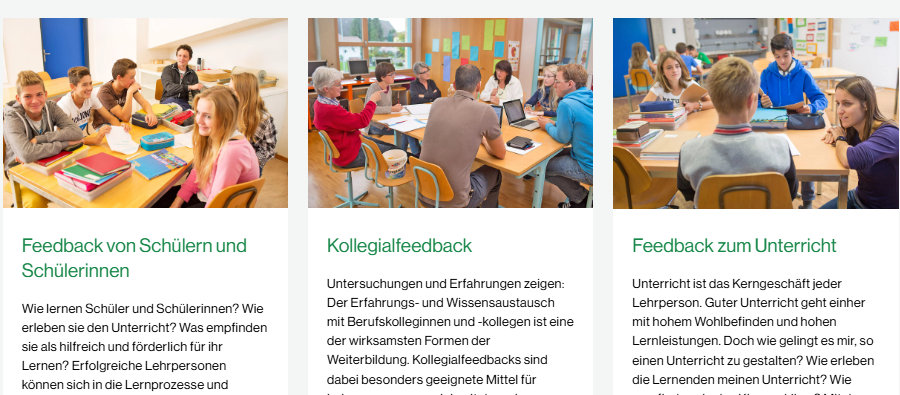 Feedback von Schülern und
Schülerinnen
Wie lernen Schüler und Schülerinnen? Wie
erleben sie den Unterricht? Was empfinden
sie als hilfreich und förderlich für ihr
Lernen? Erfolgreiche Lehrpersonen
können sich in die Lernprozesse und
Kollegialfeedback
Untersuchungen und Erfahrungen zeigen:
Der Erfahrungs- und Wissensaustausch
mit Berufskolleginnen und -kollegen ist eine
der wirksamsten Formen der
Weiterbildung. Kollegialfeedbacks sind
dabei besonders geeignete Mittel für
Feedback zum Unterricht
Unterricht ist das Kerngeschäft jeder
Lehrperson. Guter Unterricht geht einher
mit hohem Wohlbefinden und hohen
Lernleistungen. Doch wie gelingt es mir, so
einen Unterricht zu gestalten? Wie erleben
die Lernenden meinen Unterricht? Wie